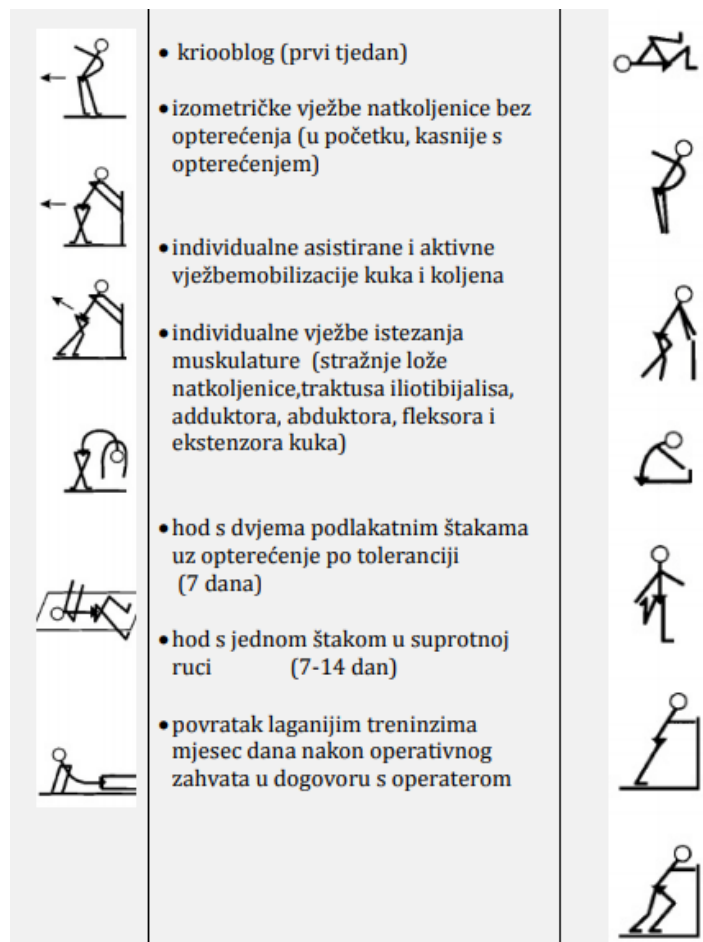 • kriooblog (prvi tjedan)
• izometričke vježbe natkoljenice bez
opterećenja (u početku, kasnije s
opterećenjem)
• individualne asistirane i aktivne
vježbemobilizacije kuka i koljena
• individualne vježbe istezanja
muskulature (stražnje lože
natkoljenice,traktusa iliotibijalisa,
adduktora, abduktora, fleksora i
ekstenzora kuka)
• hod s dvjema podlakatnim štakama
uz opterećenje po toleranciji
(7 dana)
• hod s jednom štakom u suprotnoj
ruci (7-14 dan)
• povratak laganijim treninzima
mjesec dana nakon operativnog
zahvata u dogovoru s operaterom